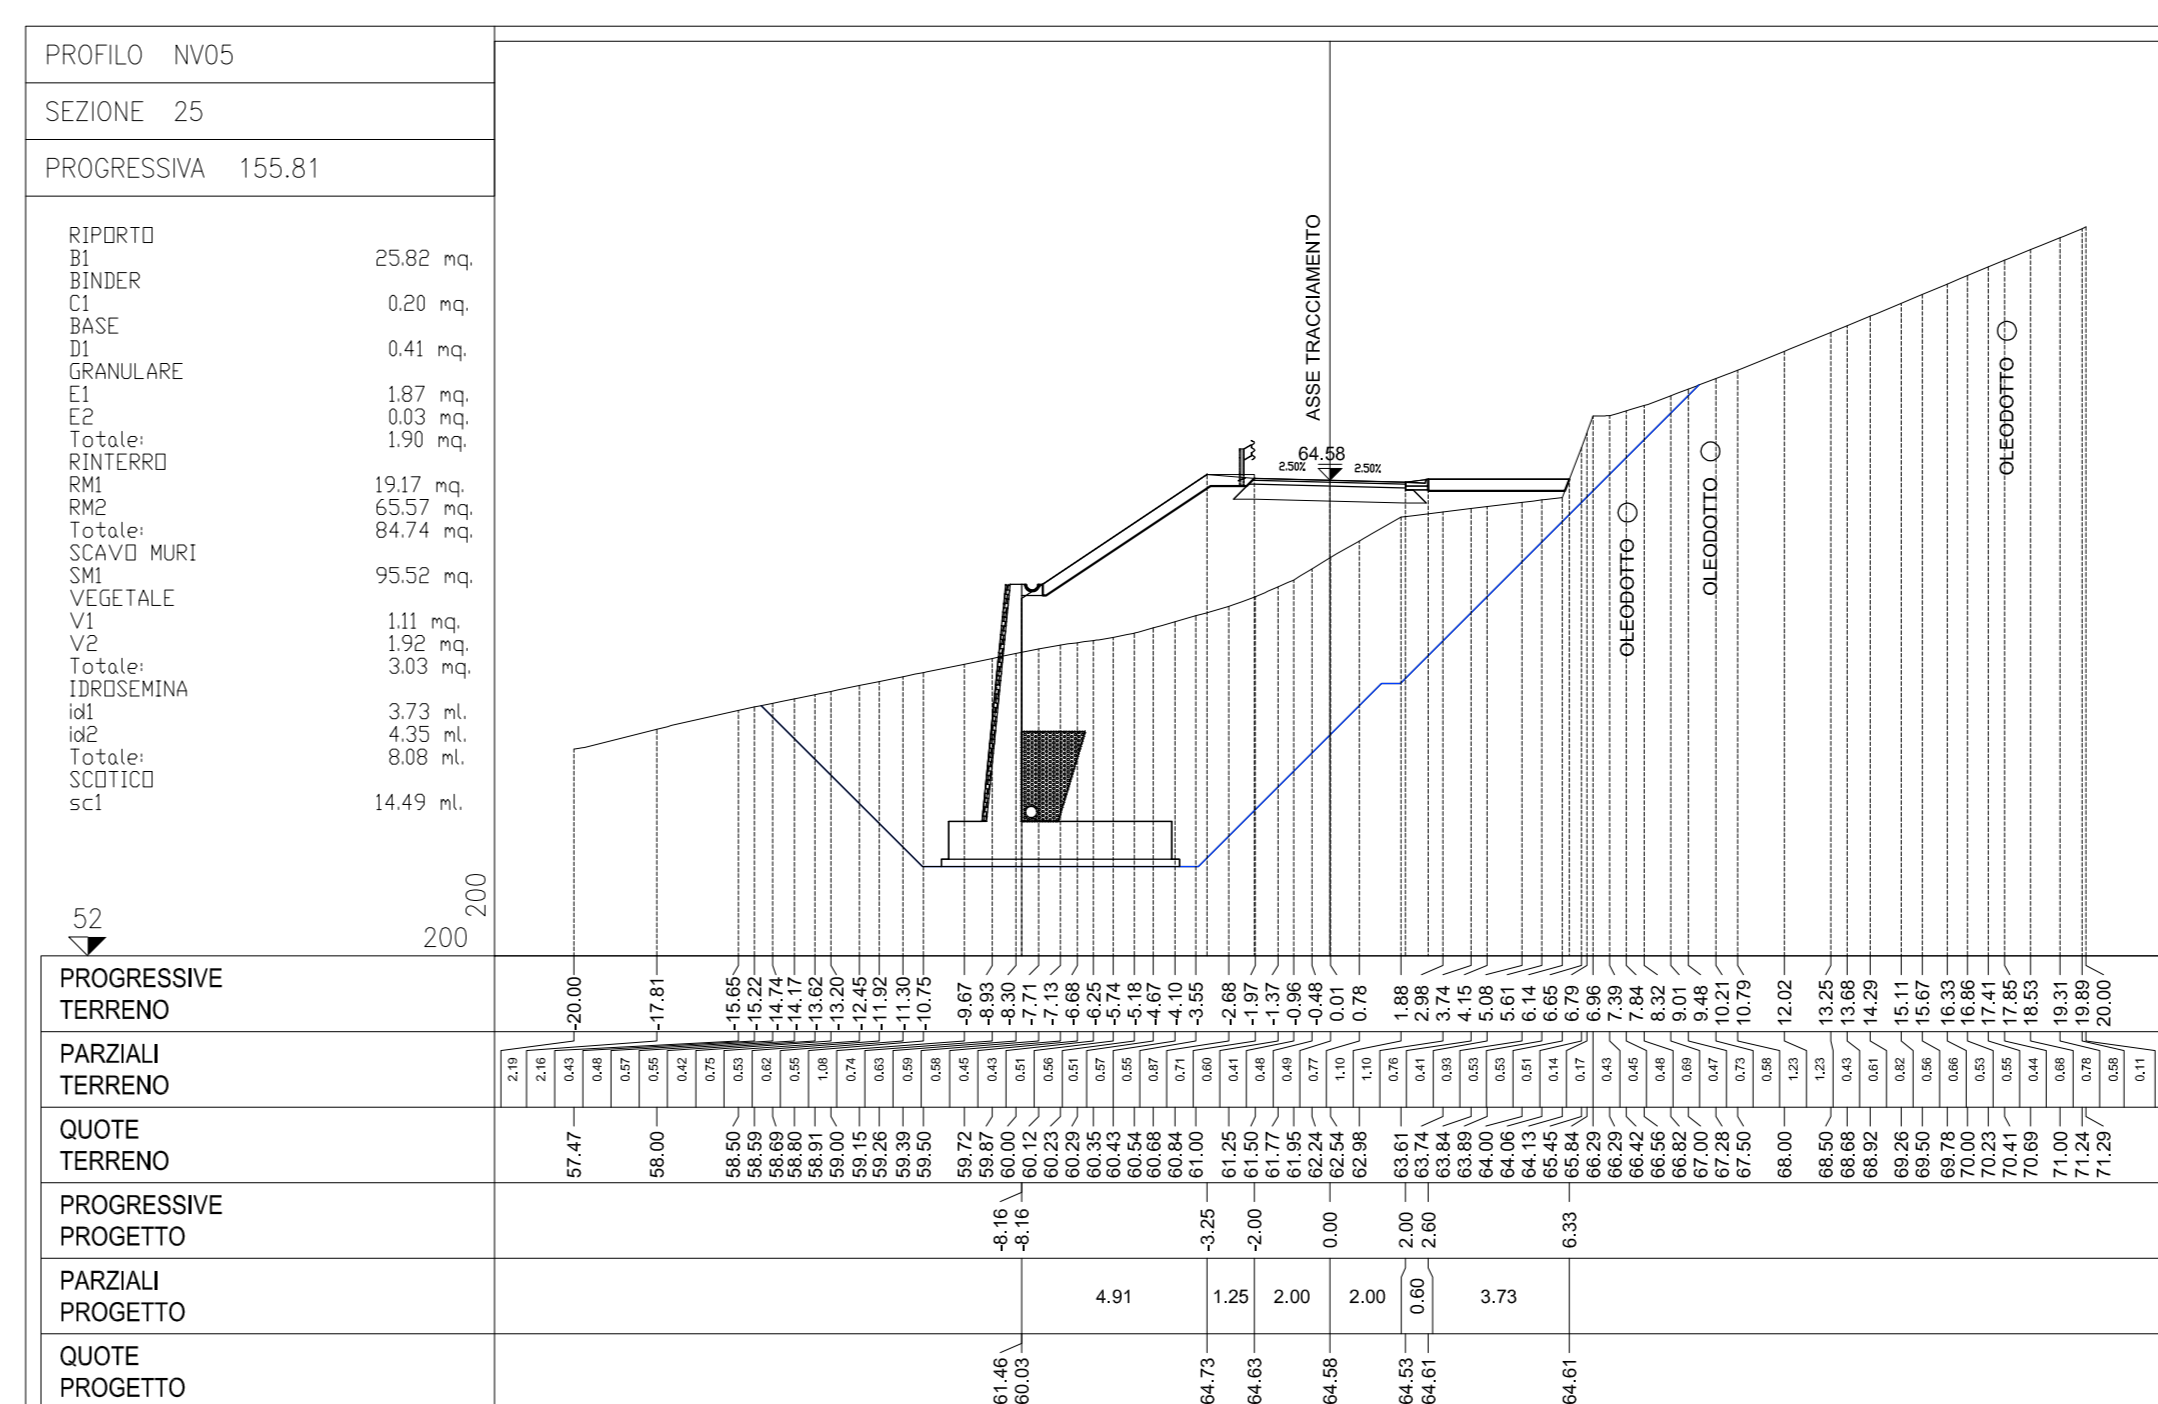 PROFILO NV05
SEZIONE 25
PROGRESSIVA 155.81
RIPORTO
B1 25.82 mq.
BINDER
C1 0.20 mq.
BASE
D1 0.41 mq.
GRANULARE
E1 1.87 mq.
E2 0.03 mq.
Totale: 1.90 mq.
RINTERRO
RM1 19.17 mq.
RM2 65.57 mq.
Totale: 84.74 mq.
SCAVO MURI
SM1 95.52 mq.
VEGETALE
V1 1.11 mq.
V2 1.92 mq.
Totale: 3.03 mq.
IDROSEMINA
id1 3.73 ml.
id2 4.35 ml.
Totale: 8.08 ml.
SCOTICO
sc1 14.49 ml.
200
52
200
ASSE TRACCIAMENTO
64.58
2.50% 2.50%
OLEODOTTO
OLEODOTTO
OLEODOTTO
PROGRESSIVE
TERRENO
-20.00 -17.81 -15.65 -15.22 -14.74 -14.17 -13.62 -13.20 -12.45 -11.92 -11.30 -10.75 -9.67 -8.93 -8.30 -7.71 -7.13 -6.68 -6.25 -5.74 -5.18 -4.67 -4.10 -3.55 -2.68 -1.97 -1.37 -0.96 -0.48 0.01 0.78 1.88 2.98 3.74 4.15 5.08 5.61 6.14 6.65 6.79 6.96 7.39 7.84 8.32 9.01 9.48 10.21 10.79 12.02 13.25 13.68 14.29 15.11 15.67 16.33 16.86 17.41 17.85 18.53 19.31 19.89 20.00
PARZIALI
TERRENO
2.19 2.16 0.43 0.48 0.57 0.55 0.42 0.75 0.53 0.62 0.55 1.08 0.74 0.63 0.59 0.58 0.45 0.43 0.51 0.56 0.51 0.57 0.55 0.87 0.71 0.60 0.41 0.48 0.49 0.77 1.10 1.10 0.76 0.41 0.93 0.53 0.53 0.51 0.14 0.17 0.43 0.45 0.48 0.69 0.47 0.73 0.58 1.23 1.23 0.43 0.61 0.82 0.56 0.66 0.53 0.55 0.44 0.68 0.78 0.58 0.11
QUOTE
TERRENO
57.47 58.00 58.50 58.59 58.69 58.80 58.91 59.00 59.15 59.26 59.39 59.50 59.72 59.87 60.00 60.12 60.23 60.29 60.35 60.43 60.54 60.68 60.84 61.00 61.25 61.50 61.77 61.95 62.24 62.54 62.98 63.61 63.74 63.84 63.89 64.00 64.06 64.13 65.45 65.84 66.29 66.29 66.42 66.56 66.82 67.00 67.28 67.50 68.00 68.50 68.68 68.92 69.26 69.50 69.78 70.00 70.23 70.41 70.69 71.00 71.24 71.29
PROGRESSIVE
PROGETTO
-8.16 -8.16 -3.25 -2.00 0.00 2.00 2.60 6.33
PARZIALI
PROGETTO
4.91 1.25 2.00 2.00 0.60 3.73
QUOTE
PROGETTO
61.46 60.03 64.73 64.63 64.58 64.53 64.61 64.61